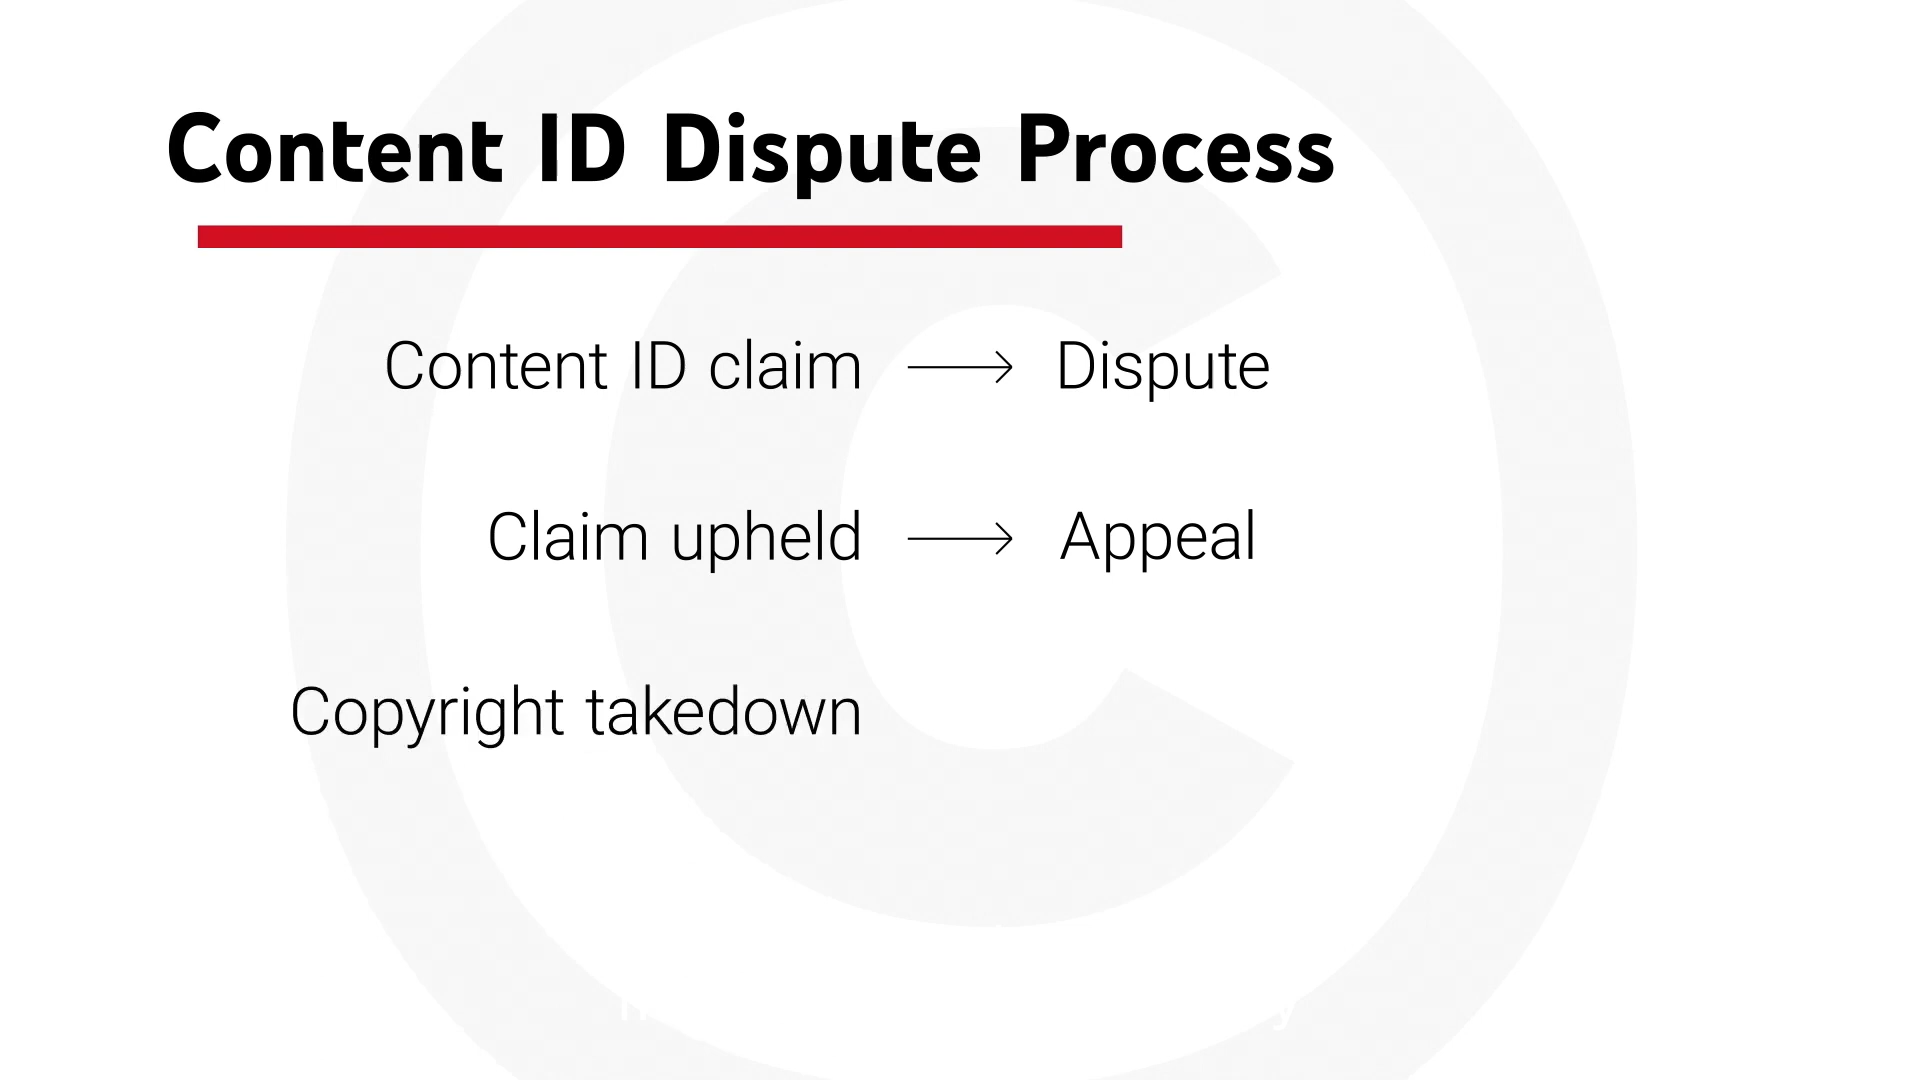 Content ID Dispute Process
Content ID claim → Dispute
Claim upheld → Appeal
Copyright takedown